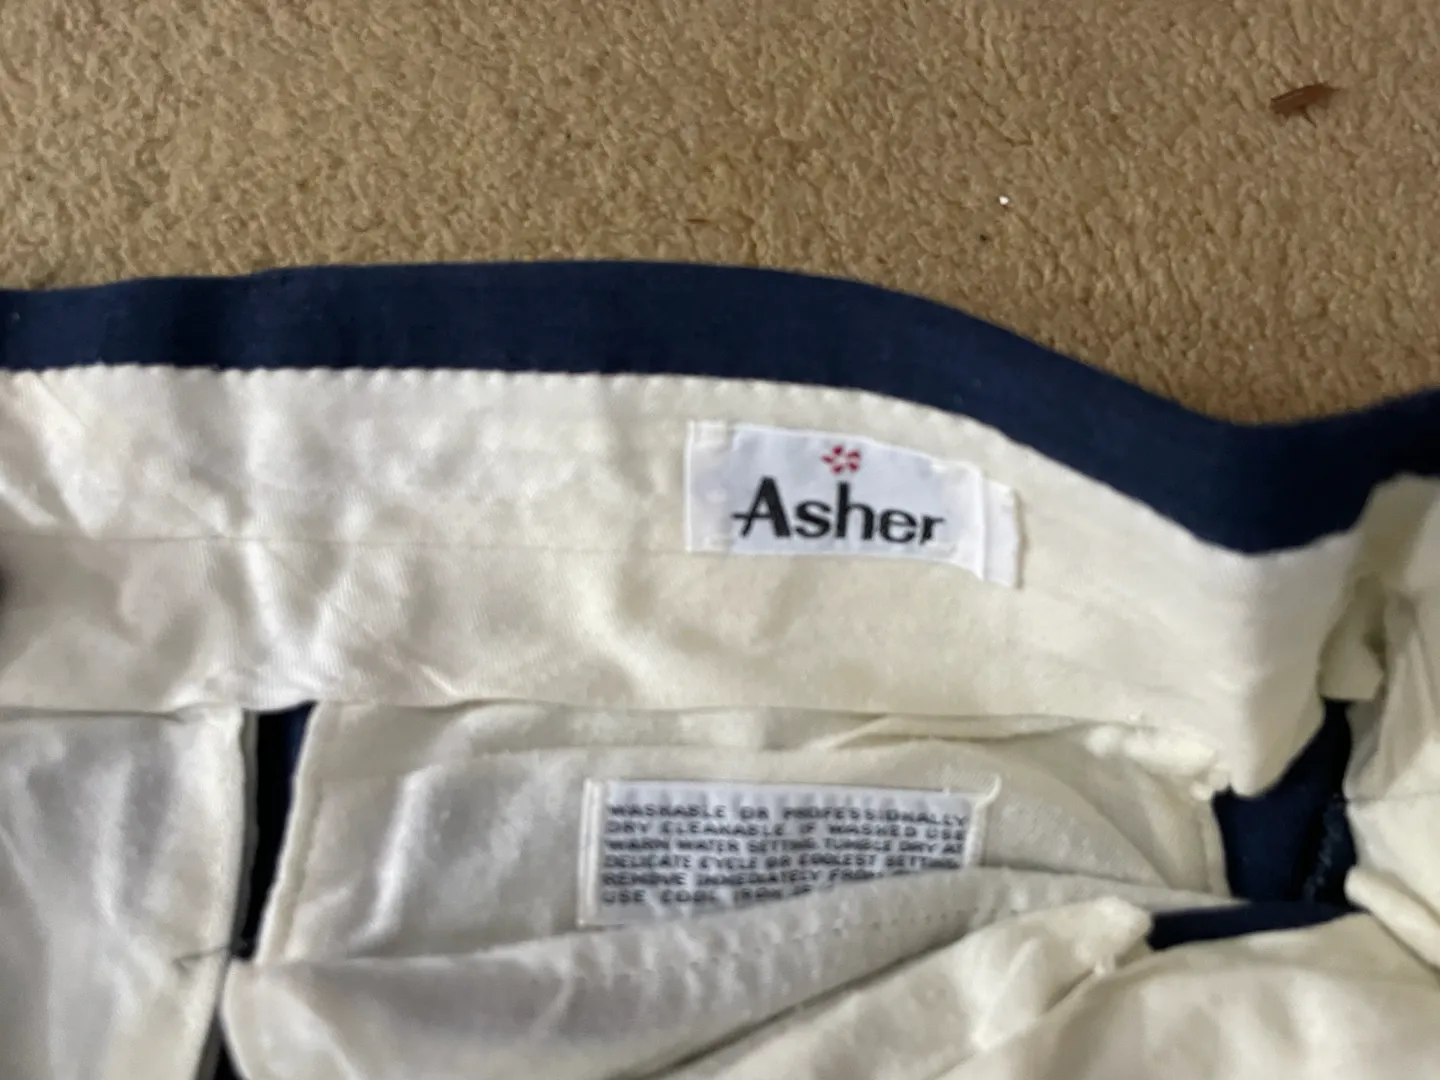 Asher
WASHABLE OR PROFESSIONALLY
DRY CLEANABLE. IF WASHED USE
WARM WATER SETTING. TUMBLE DRY AT
DELICATE CYCLE OR COOLEST SETTING
REMOVE IMMEDIATELY FROM
USE COOL IRON